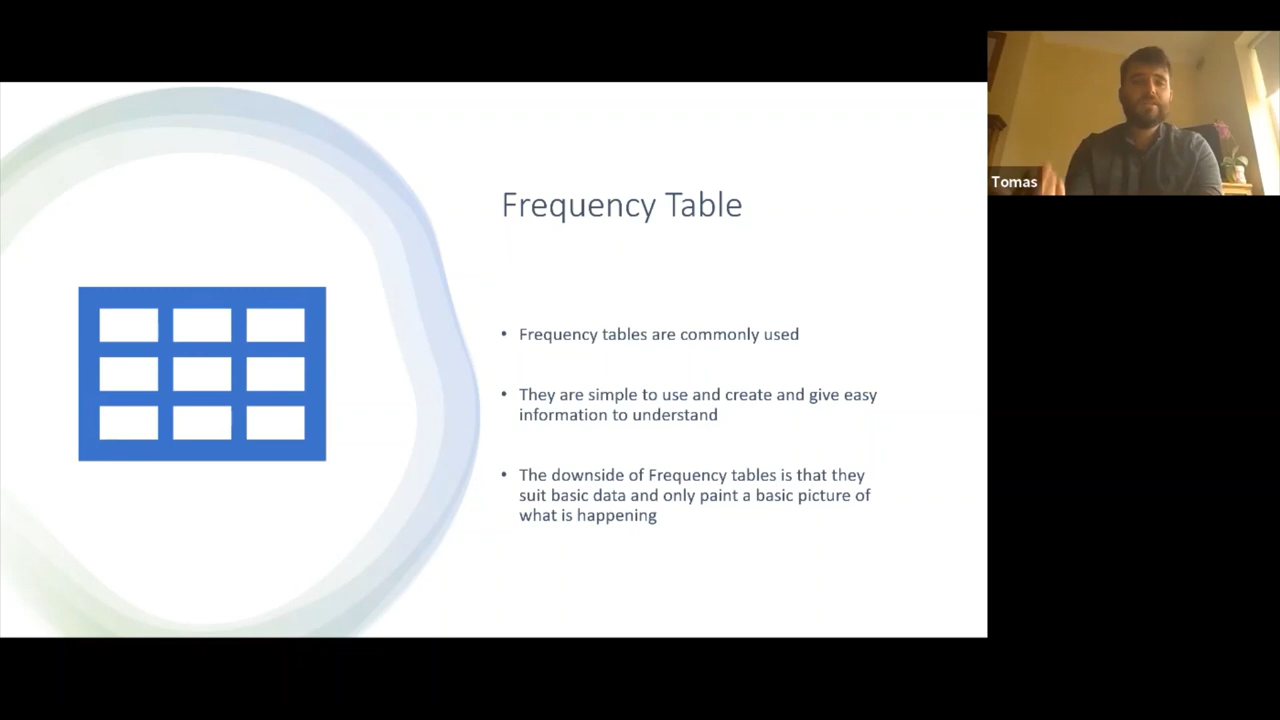 Frequency Table
• Frequency tables are commonly used
• They are simple to use and create and give easy
information to understand
• The downside of Frequency tables is that they
suit basic data and only paint a basic picture of
what is happening
Tomas